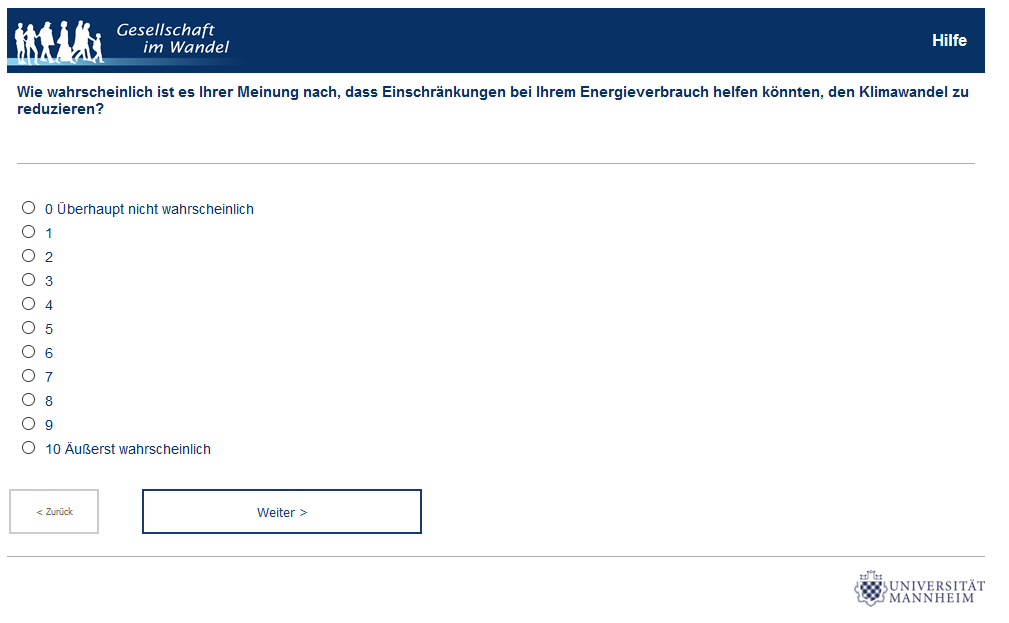 Gesellschaft
im Wandel
Hilfe
Wie wahrscheinlich ist es Ihrer Meinung nach, dass Einschränkungen bei Ihrem Energieverbrauch helfen könnten, den Klimawandel zu
reduzieren?
0 Überhaupt nicht wahrscheinlich
1
2
3
4
5
6
7
8
9
10 Äußerst wahrscheinlich
< Zurück
Weiter >
UNIVERSITÄT
MANNHEIM